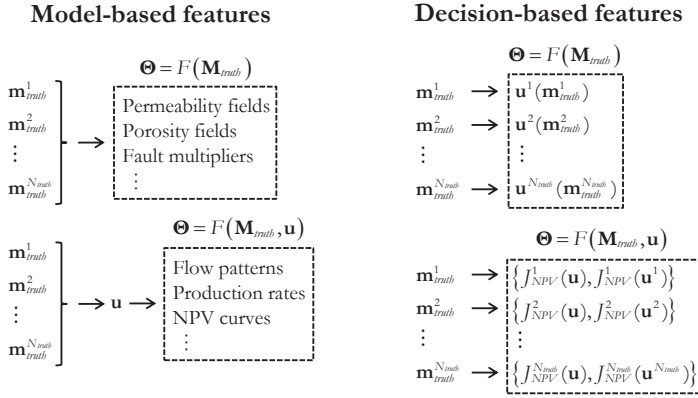 Model-based features
Θ = F(M_truth)
m^1_truth
m^2_truth
⋮
m^{N_truth}_truth
Permeability fields
Porosity fields
Fault multipliers
⋮
Θ = F(M_truth, u)
m^1_truth
m^2_truth
⋮
m^{N_truth}_truth
u
Flow patterns
Production rates
NPV curves
⋮
Decision-based features
Θ = F(M_truth)
m^1_truth → u^1(m^1_truth)
m^2_truth → u^2(m^2_truth)
⋮ ⋮
m^{N_truth}_truth → u^{N_truth}(m^{N_truth}_truth)
Θ = F(M_truth, u)
m^1_truth → {J^1_NPV(u), J^1_NPV(u^1)}
m^2_truth → {J^2_NPV(u), J^2_NPV(u^2)}
⋮ ⋮
m^{N_truth}_truth → {J^{N_truth}_NPV(u), J^{N_truth}_NPV(u^{N_truth})}